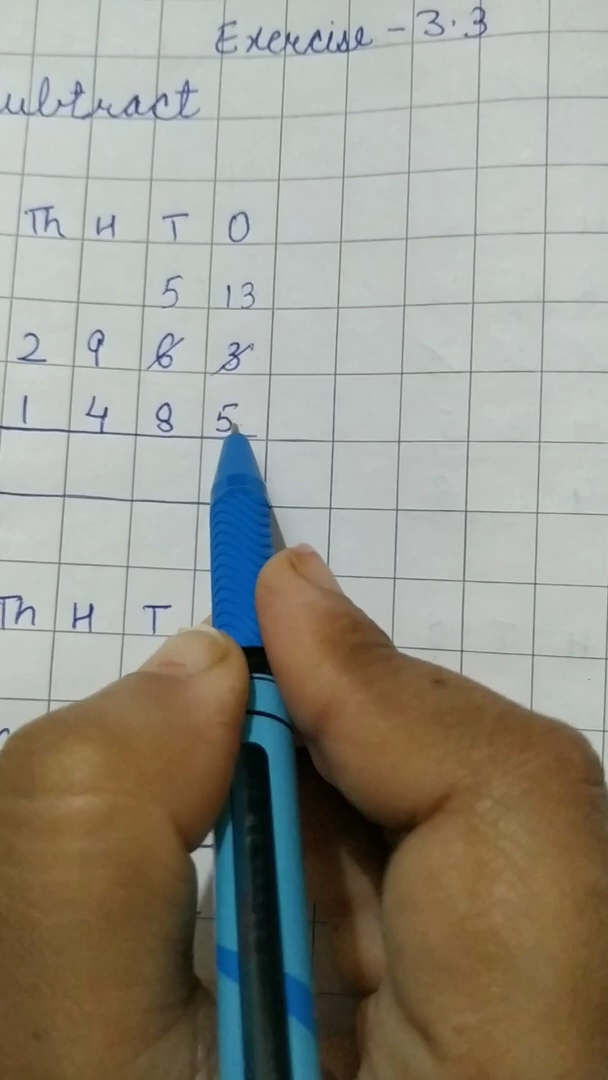 Exercise - 3.3
ubtract
Th H T O
5 13
2 9 6 3
1 4 8 5
Th H T